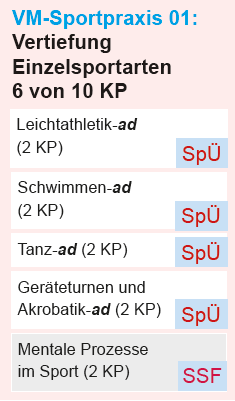 VM-Sportpraxis 01:
Vertiefung
Einzelsportarten
6 von 10 KP
Leichtathletik-ad
(2 KP)
SpÜ
Schwimmen-ad
(2 KP)
SpÜ
Tanz-ad (2 KP)
SpÜ
Geräteturnen und
Akrobatik-ad (2 KP)
SpÜ
Mentale Prozesse
im Sport (2 KP)
SSF